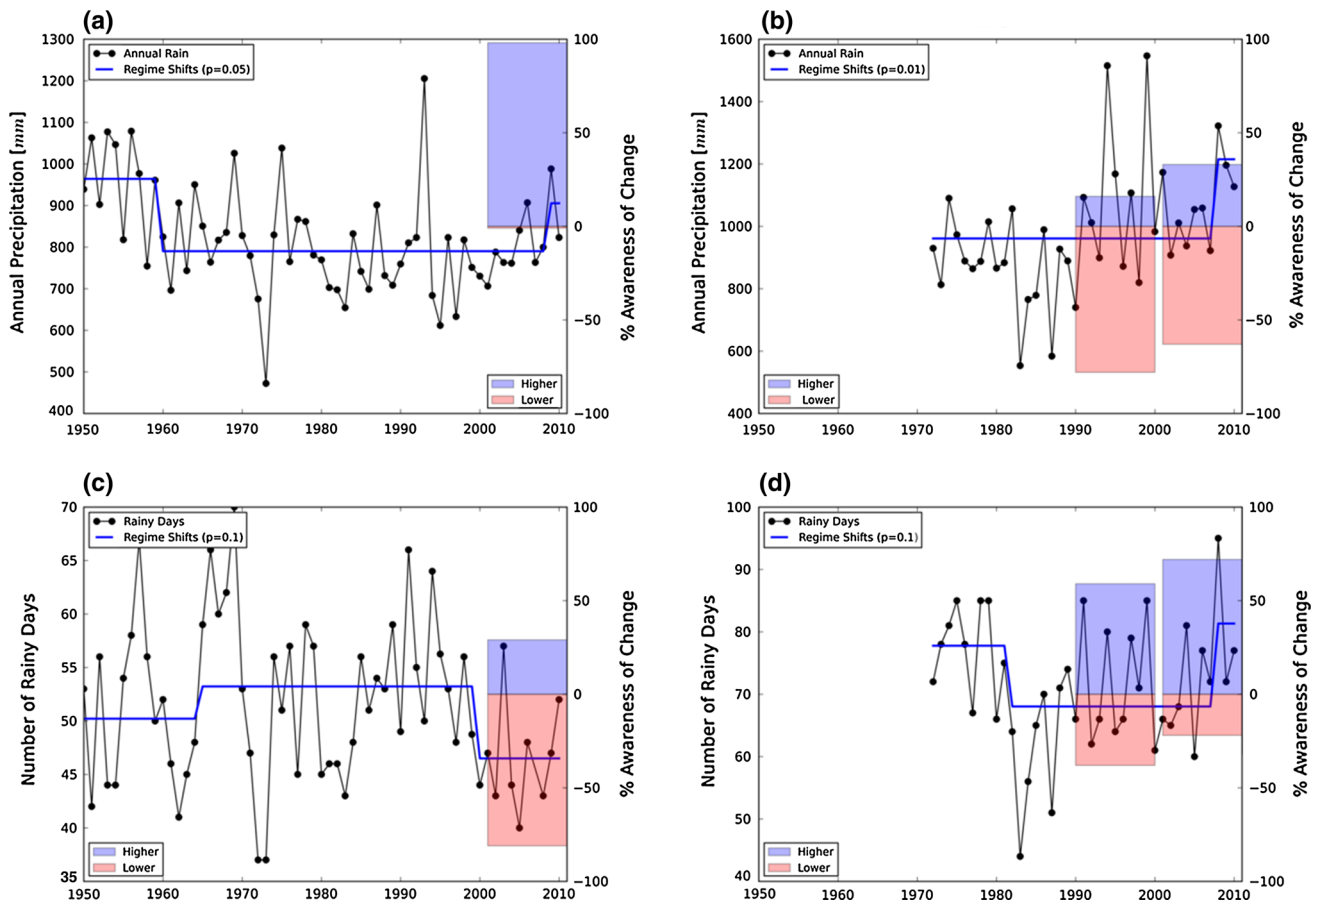 (a)
1300
1200
1100
1000
900
800
700
600
500
400
Annual Precipitation [mm]
Annual Rain
Regime Shifts (p=0.05)
Higher
Lower
100
50
0
−50
−100
% Awareness of Change
1950 1960 1970 1980 1990 2000 2010
(b)
1600
1400
1200
1000
800
600
400
Annual Precipitation [mm]
Annual Rain
Regime Shifts (p=0.01)
Higher
Lower
100
50
0
−50
−100
% Awareness of Change
1950 1960 1970 1980 1990 2000 2010
(c)
70
65
60
55
50
45
40
35
Number of Rainy Days
Rainy Days
Regime Shifts (p=0.1)
Higher
Lower
100
50
0
−50
−100
% Awareness of Change
1950 1960 1970 1980 1990 2000 2010
(d)
100
90
80
70
60
50
40
Number of Rainy Days
Rainy Days
Regime Shifts (p=0.1)
Higher
Lower
100
50
0
−50
−100
% Awareness of Change
1950 1960 1970 1980 1990 2000 2010